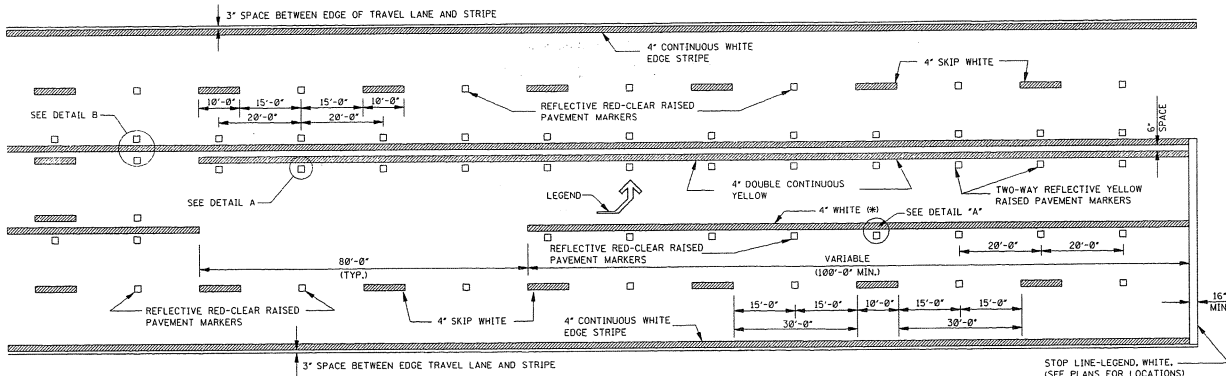 3" SPACE BETWEEN EDGE OF TRAVEL LANE AND STRIPE
4" CONTINUOUS WHITE
EDGE STRIPE
4" SKIP WHITE
10'-0" 15'-0" 15'-0" 10'-0"
20'-0" 20'-0"
REFLECTIVE RED-CLEAR RAISED
PAVEMENT MARKERS
SEE DETAIL B
6"
SPACE
SEE DETAIL A
LEGEND
4" DOUBLE CONTINUOUS
YELLOW
TWO-WAY REFLECTIVE YELLOW
RAISED PAVEMENT MARKERS
4" WHITE (*)
SEE DETAIL "A"
REFLECTIVE RED-CLEAR RAISED
PAVEMENT MARKERS
20'-0" 20'-0"
80'-0"
(TYP.)
VARIABLE
(100'-0" MIN.)
REFLECTIVE RED-CLEAR RAISED
PAVEMENT MARKERS
4" SKIP WHITE
4" CONTINUOUS WHITE
EDGE STRIPE
15'-0" 15'-0" 10'-0" 15'-0" 15'-0"
30'-0" 30'-0"
16"
MIN
3" SPACE BETWEEN EDGE TRAVEL LANE AND STRIPE
STOP LINE-LEGEND, WHITE.
(SEE PLANS FOR LOCATIONS)